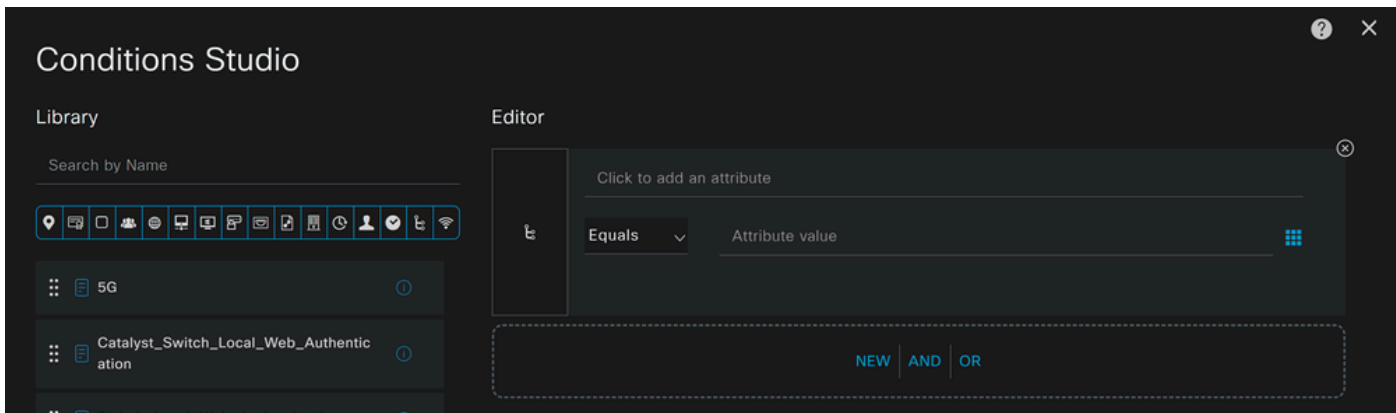 Conditions Studio
Library
Editor
Search by Name
Click to add an attribute
Equals
Attribute value
5G
Catalyst_Switch_Local_Web_Authentic
ation
NEW AND OR